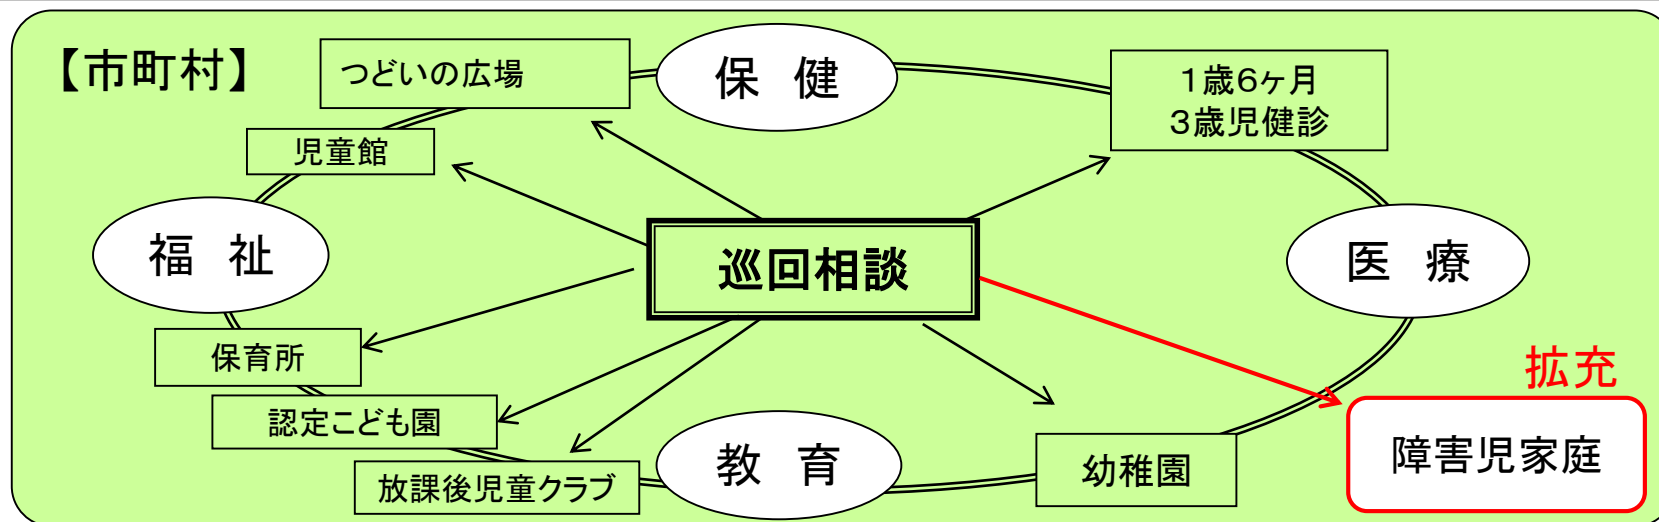 【市町村】
つどいの広場
保 健
1歳6ヶ月
3歳児健診
児童館
福 祉
巡回相談
医 療
保育所
拡充
認定こども園
障害児家庭
教 育
幼稚園
放課後児童クラブ